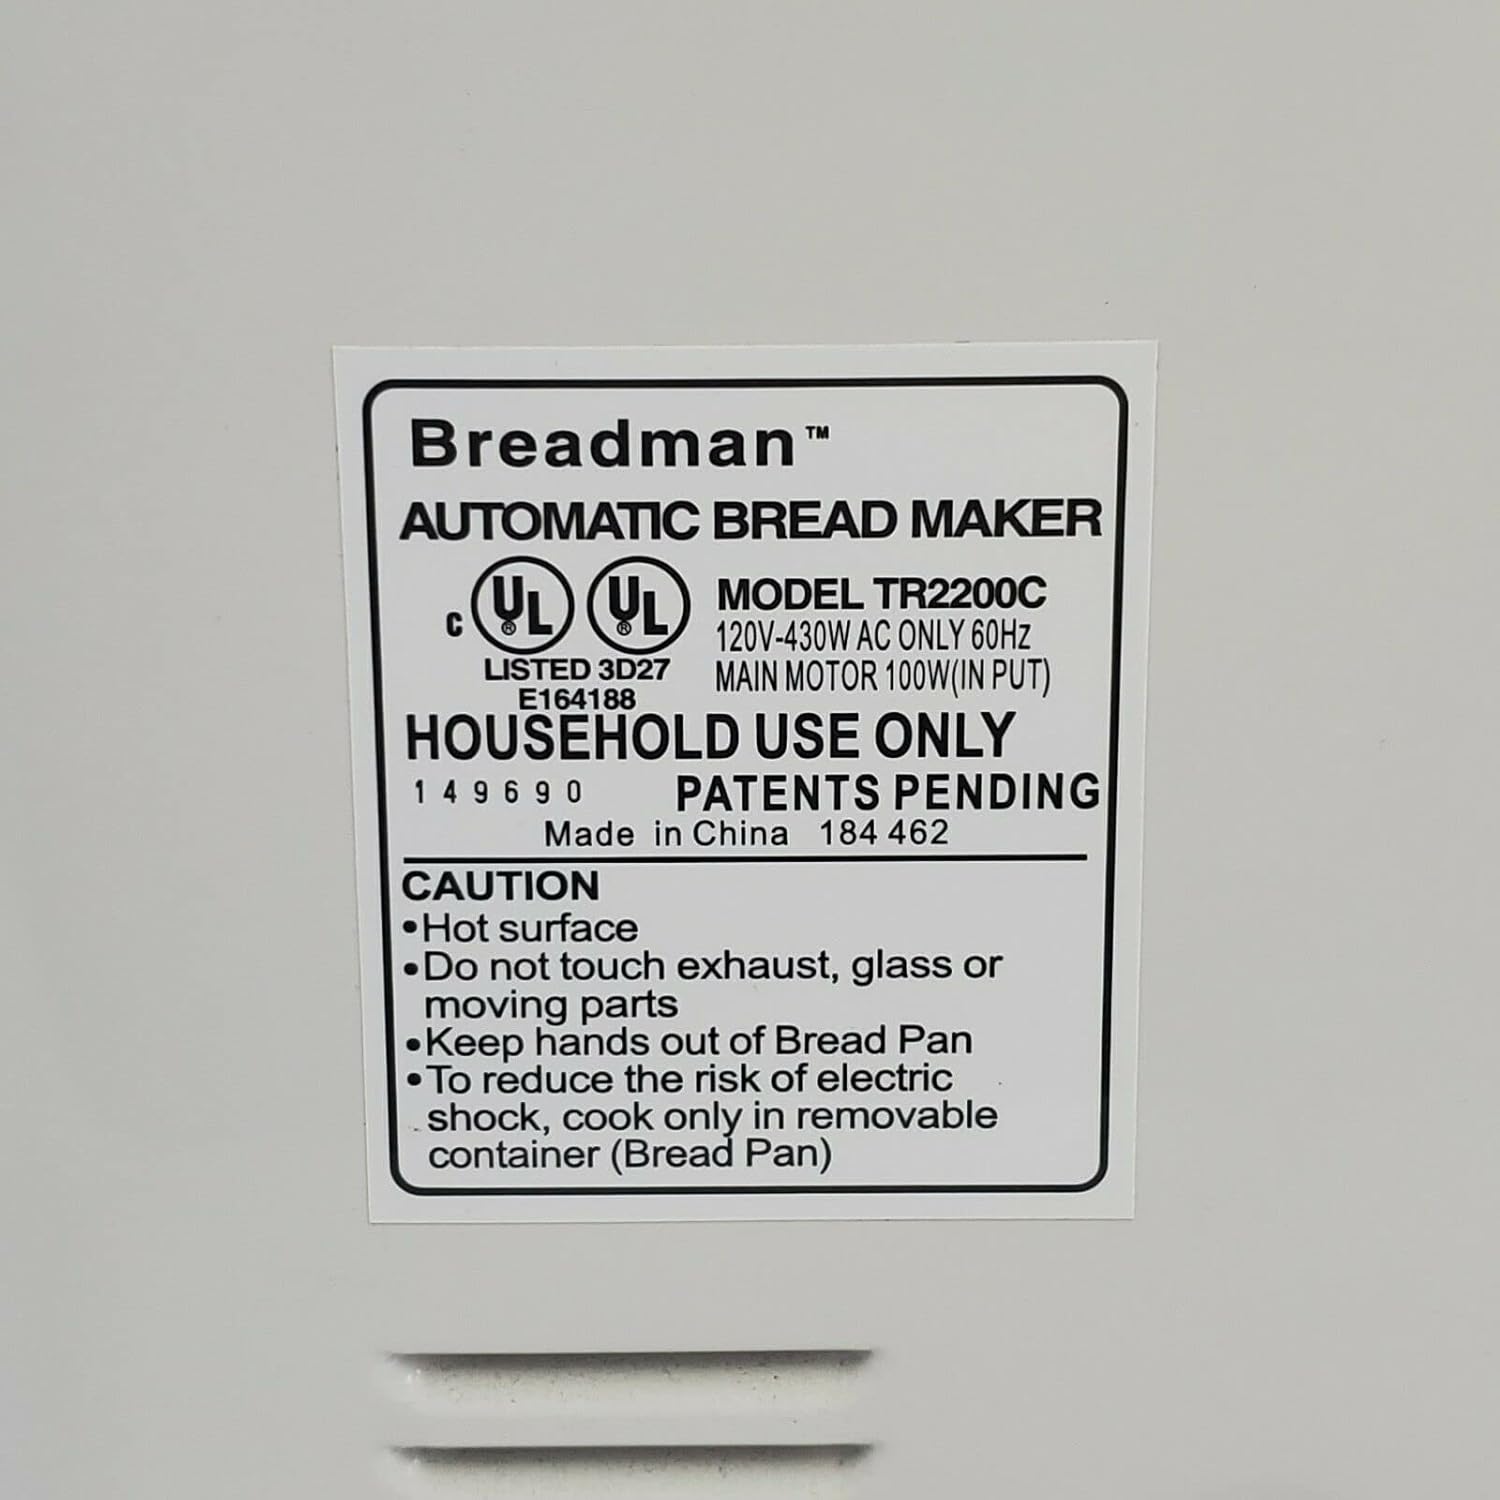 Breadman™
AUTOMATIC BREAD MAKER
C UL® UL®
LISTED 3D27
E164188
MODEL TR2200C
120V-430W AC ONLY 60Hz
MAIN MOTOR 100W(IN PUT)
HOUSEHOLD USE ONLY
149690 PATENTS PENDING
Made in China 184 462
CAUTION
•Hot surface
•Do not touch exhaust, glass or
moving parts
•Keep hands out of Bread Pan
•To reduce the risk of electric
shock, cook only in removable
container (Bread Pan)